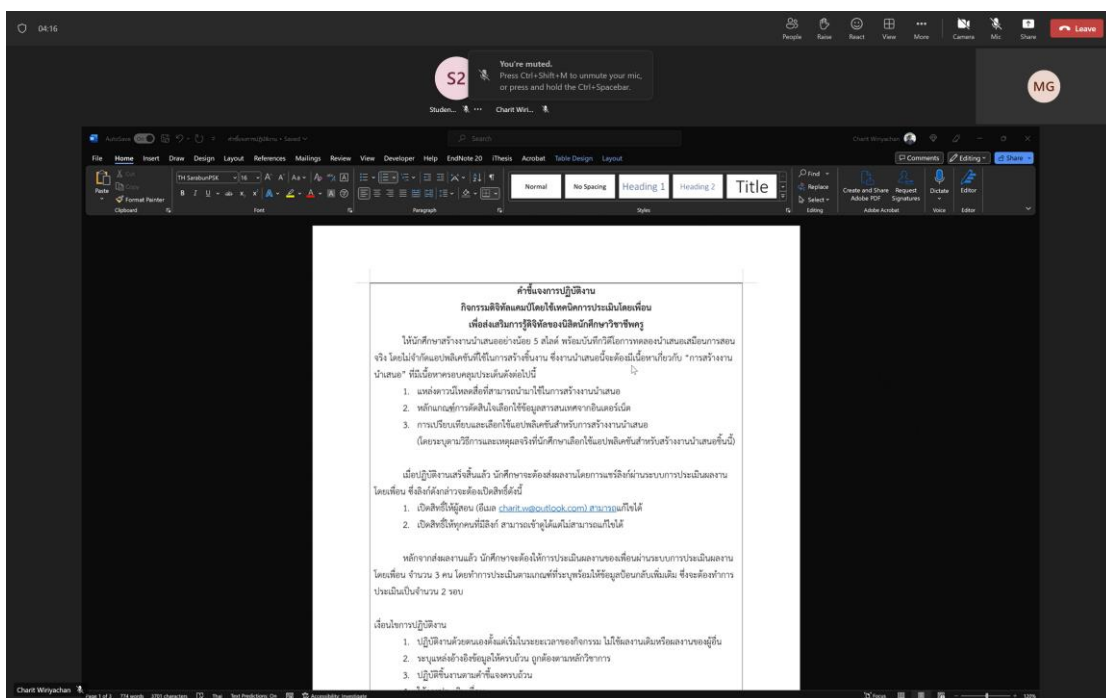 04:16
People
Raise
React
View
More
Camera
Mic
Share
Leave
S2
You're muted.
Press Ctrl+Shift+M to unmute your mic,
or press and hold the Ctrl+Spacebar.
MG
Studen... Charit Wiri...
AutoSave
Saved
Search
Charit Wiriyachan
File Home Insert Draw Design Layout References Mailings Review View Developer Help EndNote 20 iThesis Acrobat Table Design Layout
Comments Editing Share
Paste
Cut
Copy
Format Painter
TH SarabunPSK 16
Normal No Spacing Heading 1 Heading 2 Title
Find
Replace
Select
Create and Share Adobe PDF
Request Signatures
Dictate
Editor
Clipboard Font Paragraph Styles Editing Adobe Acrobat Voice Editor
คำชี้แจงการปฏิบัติงาน
กิจกรรมดิจิทัลแคมป์โดยใช้เทคนิคการประเมินโดยเพื่อน
เพื่อส่งเสริมการรู้ดิจิทัลของนิสิตนักศึกษาวิชาชีพครู
ให้นักศึกษาสร้างงานนำเสนออย่างน้อย 5 สไลด์ พร้อมบันทึกวิดีโอการทดลองนำเสนอเสมือนการสอน
จริง โดยไม่จำกัดแอปพลิเคชันที่ใช้ในการสร้างชิ้นงาน ซึ่งงานนำเสนอนี้จะต้องมีเนื้อหาเกี่ยวกับ “การสร้างงาน
นำเสนอ” ที่มีเนื้อหาครอบคลุมประเด็นดังต่อไปนี้
1. แหล่งดาวน์โหลดสื่อที่สามารถนำมาใช้ในการสร้างงานนำเสนอ
2. หลักเกณฑ์การตัดสินใจเลือกใช้ข้อมูลสารสนเทศจากอินเตอร์เน็ต
3. การเปรียบเทียบและเลือกใช้แอปพลิเคชันสำหรับการสร้างงานนำเสนอ
(โดยระบุตามวิธีการและเหตุผลจริงที่นักศึกษาเลือกใช้แอปพลิเคชันสำหรับสร้างงานนำเสนอชิ้นนี้)
เมื่อปฏิบัติงานเสร็จสิ้นแล้ว นักศึกษาจะต้องส่งผลงานโดยการแชร์ลิงก์ผ่านระบบการประเมินผลงาน
โดยเพื่อน ซึ่งลิงก์ดังกล่าวจะต้องเปิดสิทธิ์ดังนี้
1. เปิดสิทธิ์ให้ผู้สอน (อีเมล charit.w@outlook.com) สามารถแก้ไขได้
2. เปิดสิทธิ์ให้ทุกคนที่มีลิงก์ สามารถเข้าดูได้แต่ไม่สามารถแก้ไขได้
หลักจากส่งผลงานแล้ว นักศึกษาจะต้องให้การประเมินผลงานของเพื่อนผ่านระบบการประเมินผลงาน
โดยเพื่อน จำนวน 3 คน โดยทำการประเมินตามเกณฑ์ที่ระบุพร้อมให้ข้อมูลป้อนกลับเพิ่มเติม ซึ่งจะต้องทำการ
ประเมินเป็นจำนวน 2 รอบ
เงื่อนไขการปฏิบัติงาน
1. ปฏิบัติงานด้วยตนเองตั้งแต่เริ่มในระยะเวลาของกิจกรรม ไม่ใช้ผลงานเดิมหรือผลงานของผู้อื่น
2. ระบุแหล่งอ้างอิงข้อมูลให้ครบถ้วน ถูกต้องตามหลักวิชาการ
3. ปฏิบัติชิ้นงานตามคำชี้แจงครบถ้วน
Charit Wiriyachan
Page 1 of 3 774 words 3701 characters Thai Text Predictions: On Accessibility: Investigate
Focus
120%